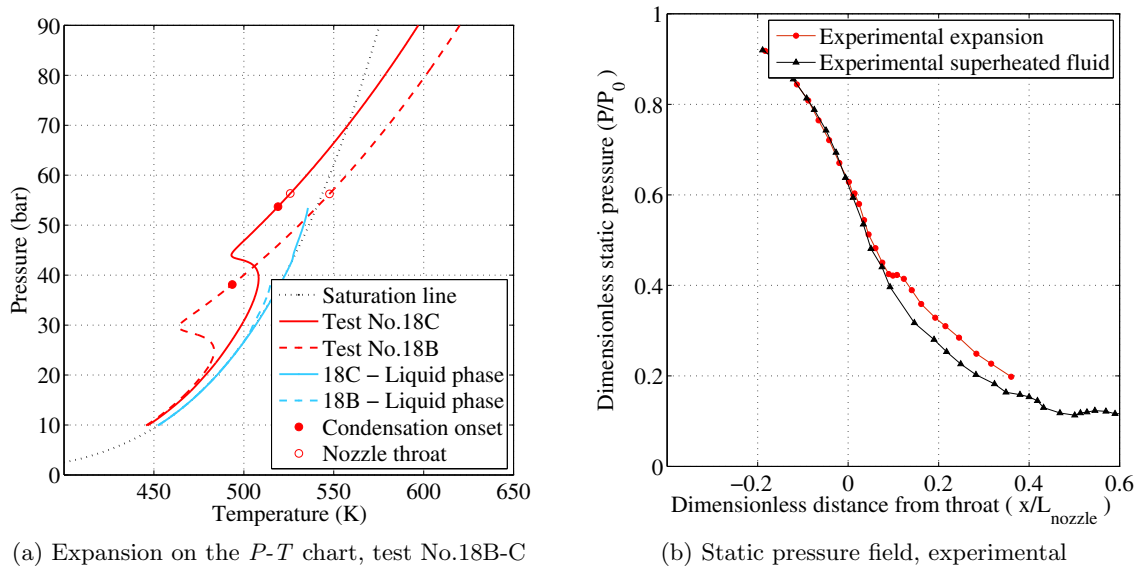 90
80
70
60
50
40
30
20
10
0
Pressure (bar)
450
500
550
600
650
Temperature (K)
Saturation line
Test No.18C
Test No.18B
18C − Liquid phase
18B − Liquid phase
Condensation onset
Nozzle throat
(a) Expansion on the P-T chart, test No.18B-C
1
0.8
0.6
0.4
0.2
0
Dimensionless static pressure (P/P0)
−0.2
0
0.2
0.4
0.6
Dimensionless distance from throat ( x/Lnozzle)
Experimental expansion
Experimental superheated fluid
(b) Static pressure field, experimental